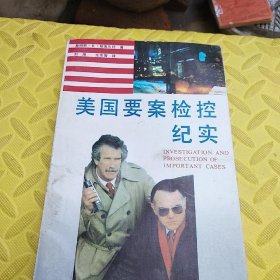 美国要案检控
纪实
INVESTIGATION AND
PROSECUTION OF
IMPORTANT CASES